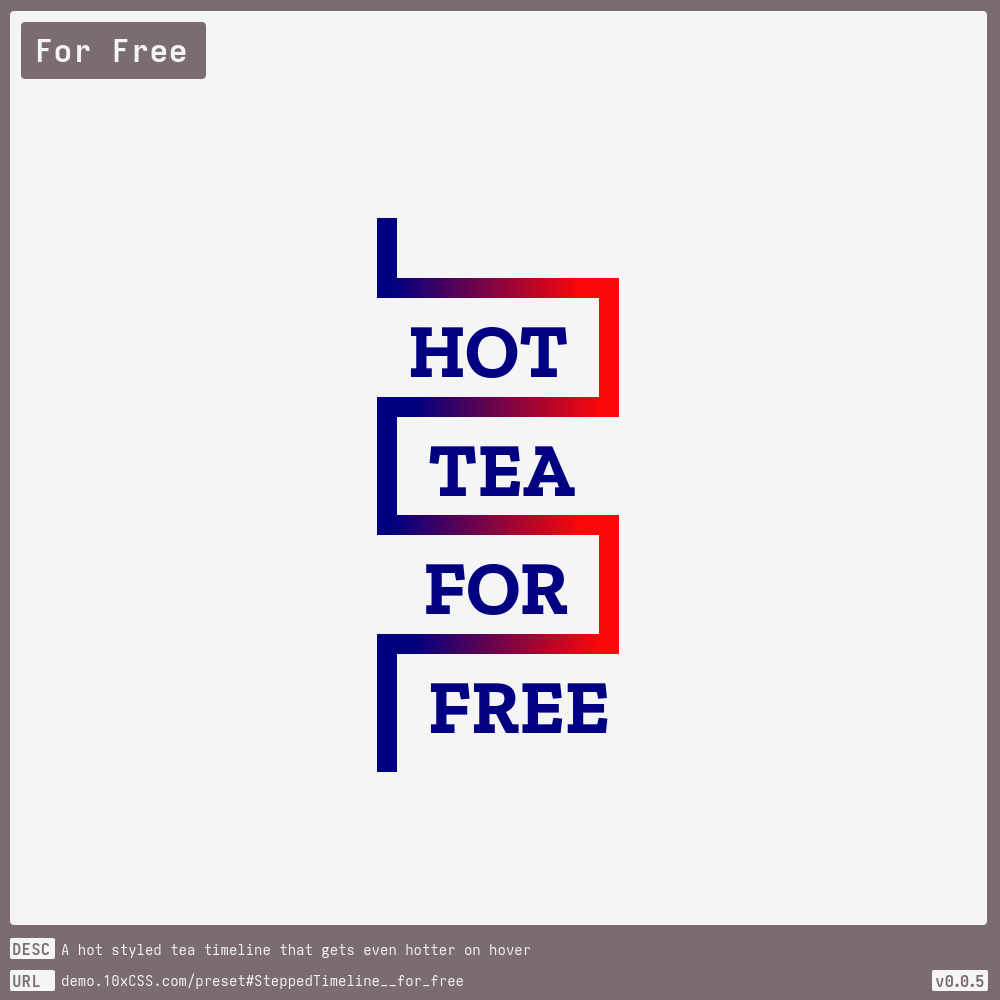 For Free
HOT
TEA
FOR
FREE
DESC A hot styled tea timeline that gets even hotter on hover
URL demo.10xCSS.com/preset#SteppedTimeline__for_free
v0.0.5